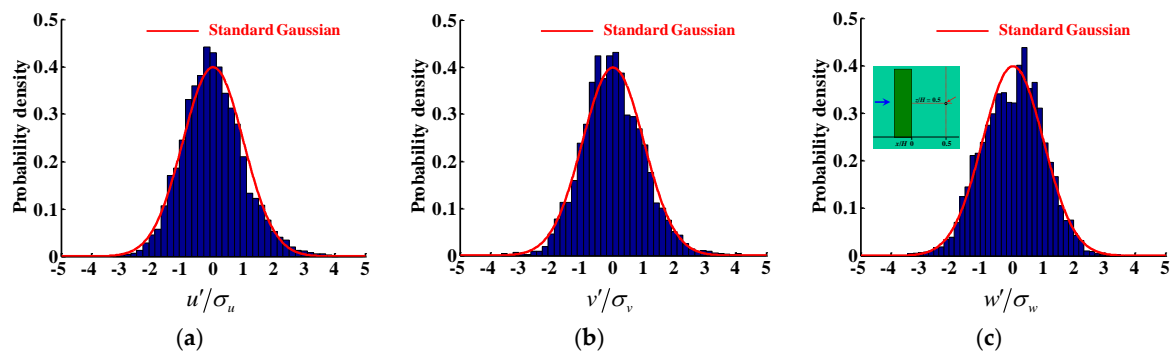 Standard Gaussian
Probability density
0.5
0.4
0.3
0.2
0.1
0
-5 -4 -3 -2 -1 0 1 2 3 4 5
u′/σu
(a)
Standard Gaussian
Probability density
0.5
0.4
0.3
0.2
0.1
0
-5 -4 -3 -2 -1 0 1 2 3 4 5
v′/σv
(b)
Standard Gaussian
Probability density
0.5
0.4
0.3
0.2
0.1
0
z/H = 0.5
x/H 0 0.5
-5 -4 -3 -2 -1 0 1 2 3 4 5
w′/σw
(c)